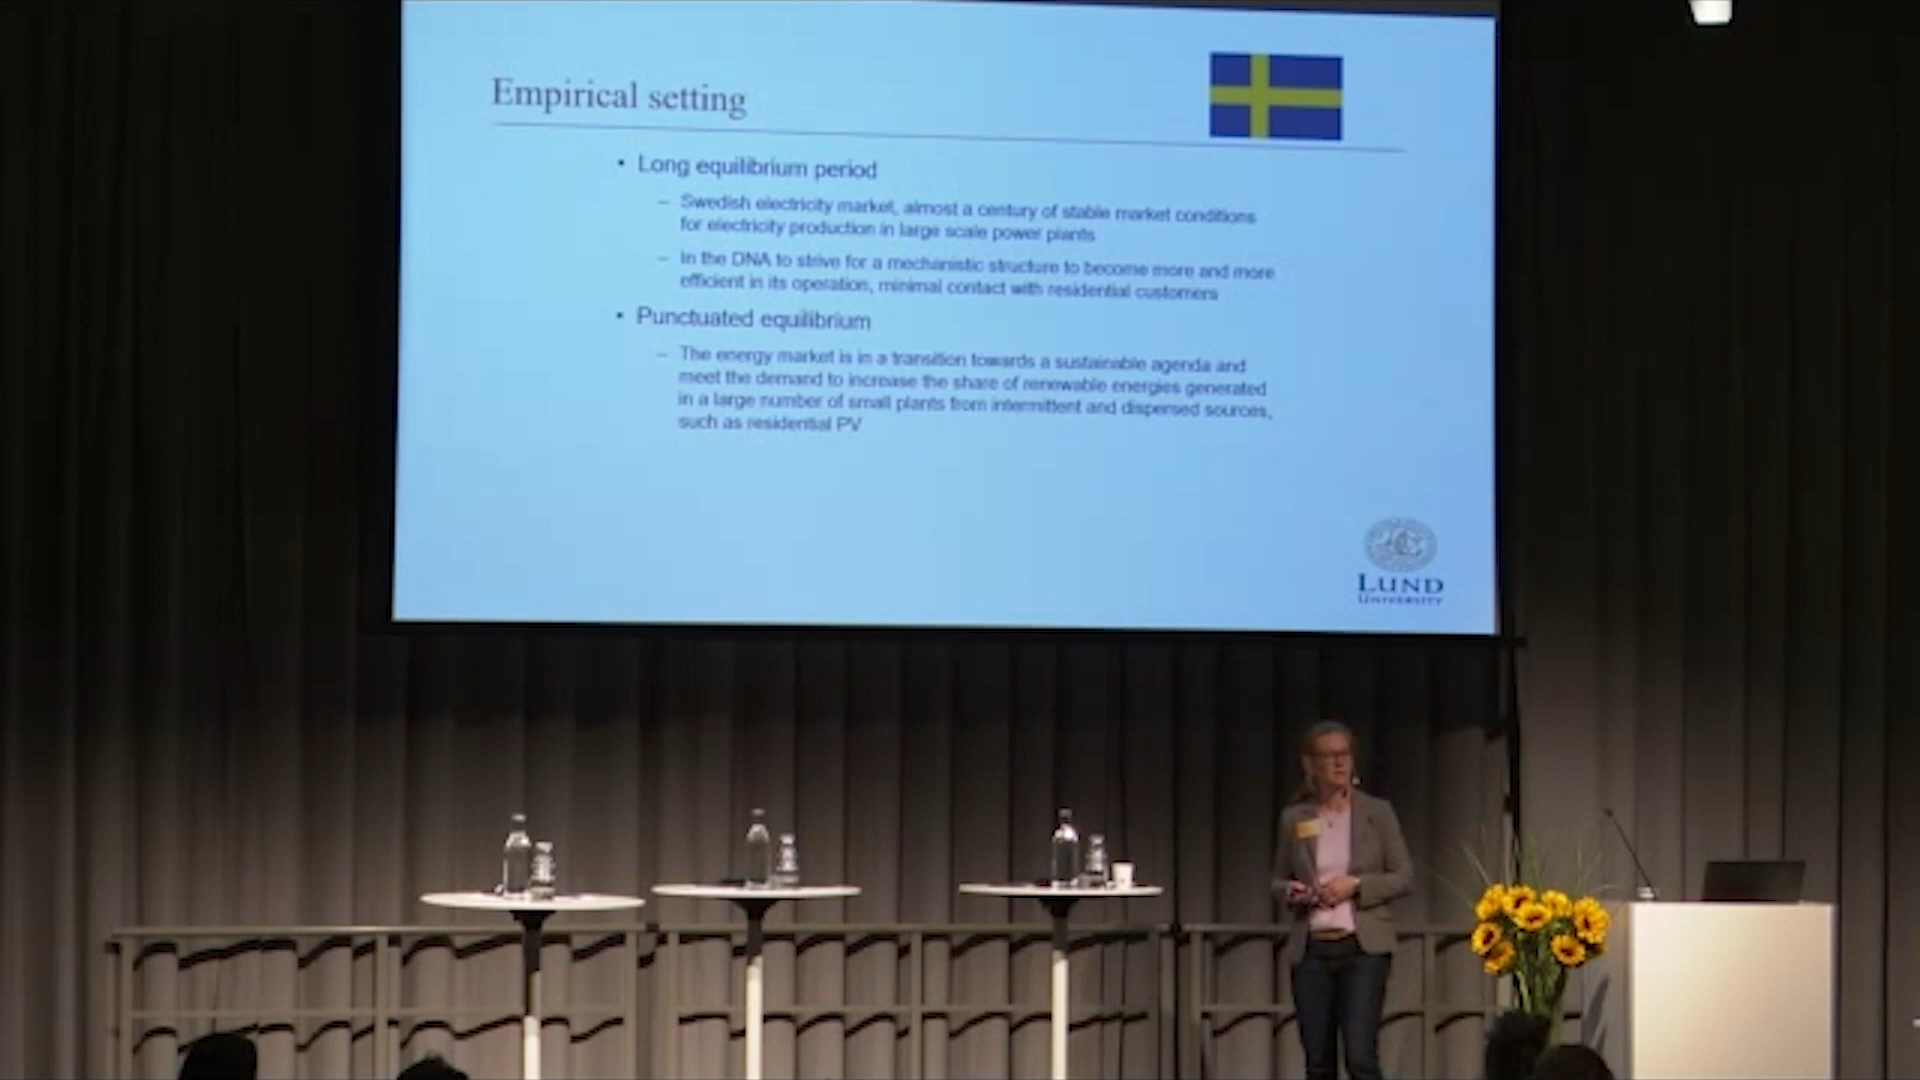 Empirical setting
• Long equilibrium period
– Swedish electricity market, almost a century of stable market conditions
for electricity production in large scale power plants
– In the DNA to strive for a mechanistic structure to become more and more
efficient in its operation, minimal contact with residential customers
• Punctuated equilibrium
– The energy market is in a transition towards a sustainable agenda and
meet the demand to increase the share of renewable energies generated
in a large number of small plants from intermittent and dispersed sources,
such as residential PV
LUND
UNIVERSITY